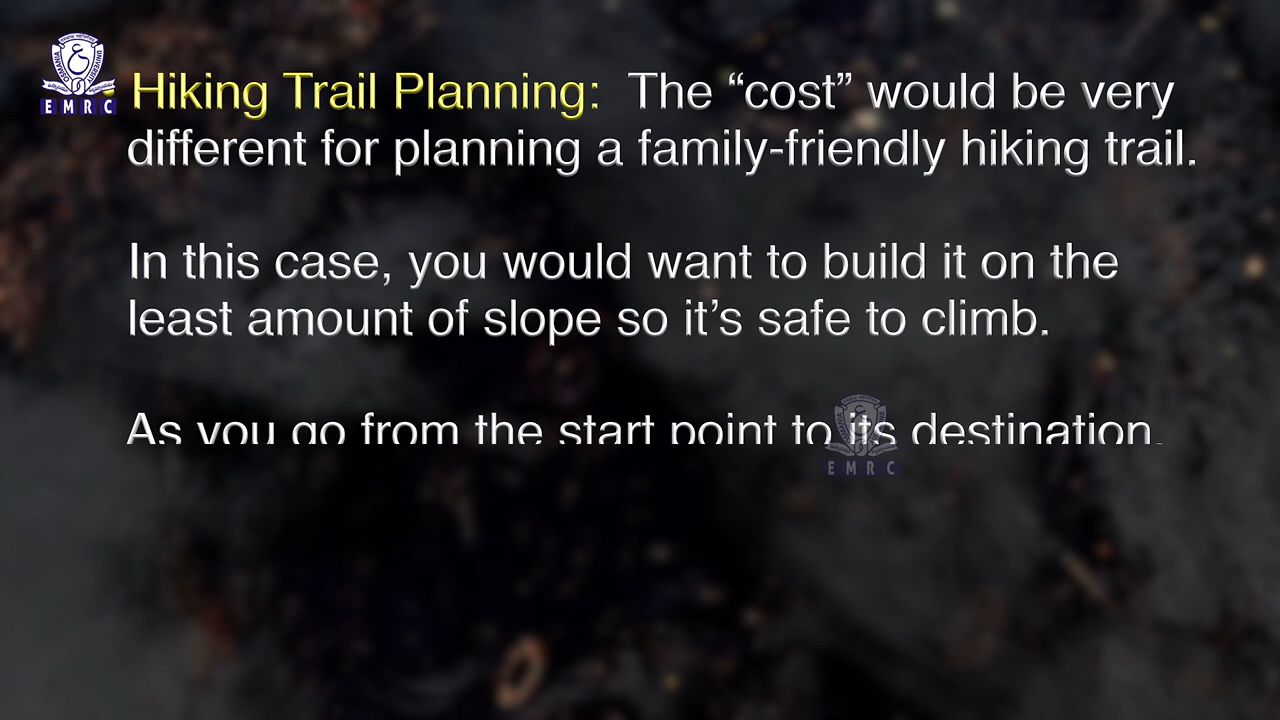 Hiking Trail Planning: The “cost” would be very
different for planning a family-friendly hiking trail.
In this case, you would want to build it on the
least amount of slope so it’s safe to climb.
As you go from the start point to its destination,
EMRC
EMRC